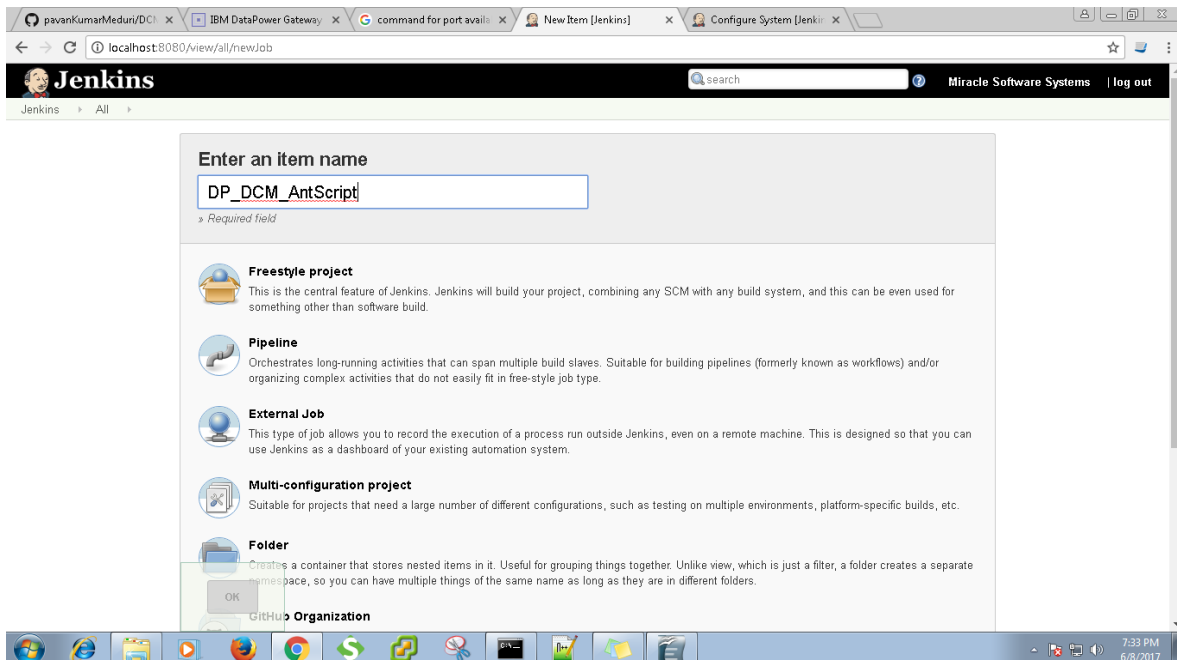 pavanKumarMeduri/DCM
IBM DataPower Gateway
command for port availa
New Item [Jenkins]
Configure System [Jenkin
localhost:8080/view/all/newJob
Jenkins
search
Miracle Software Systems | log out
Jenkins All
Enter an item name
DP_DCM_AntScript
» Required field
Freestyle project
This is the central feature of Jenkins. Jenkins will build your project, combining any SCM with any build system, and this can be even used for
something other than software build.
Pipeline
Orchestrates long-running activities that can span multiple build slaves. Suitable for building pipelines (formerly known as workflows) and/or
organizing complex activities that do not easily fit in free-style job type.
External Job
This type of job allows you to record the execution of a process run outside Jenkins, even on a remote machine. This is designed so that you can
use Jenkins as a dashboard of your existing automation system.
Multi-configuration project
Suitable for projects that need a large number of different configurations, such as testing on multiple environments, platform-specific builds, etc.
Folder
Creates a container that stores nested items in it. Useful for grouping things together. Unlike view, which is just a filter, a folder creates a separate
namespace, so you can have multiple things of the same name as long as they are in different folders.
OK
GitHub Organization
7:33 PM
6/8/2017